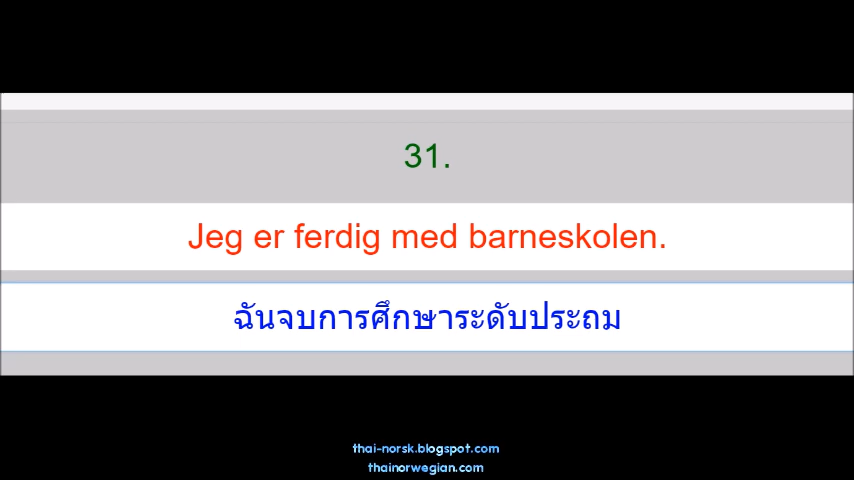 31.
Jeg er ferdig med barneskolen.
ฉันจบการศึกษาระดับประถม
thai-norsk.blogspot.com
thainorwegian.com